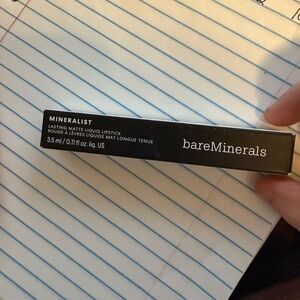 MINERALIST
LASTING MATTE LIQUID LIPSTICK
ROUGE À LÈVRES LIQUIDE MAT LONGUE TENUE
3.5 ml / 0.11 fl. oz. liq. US
bareMinerals